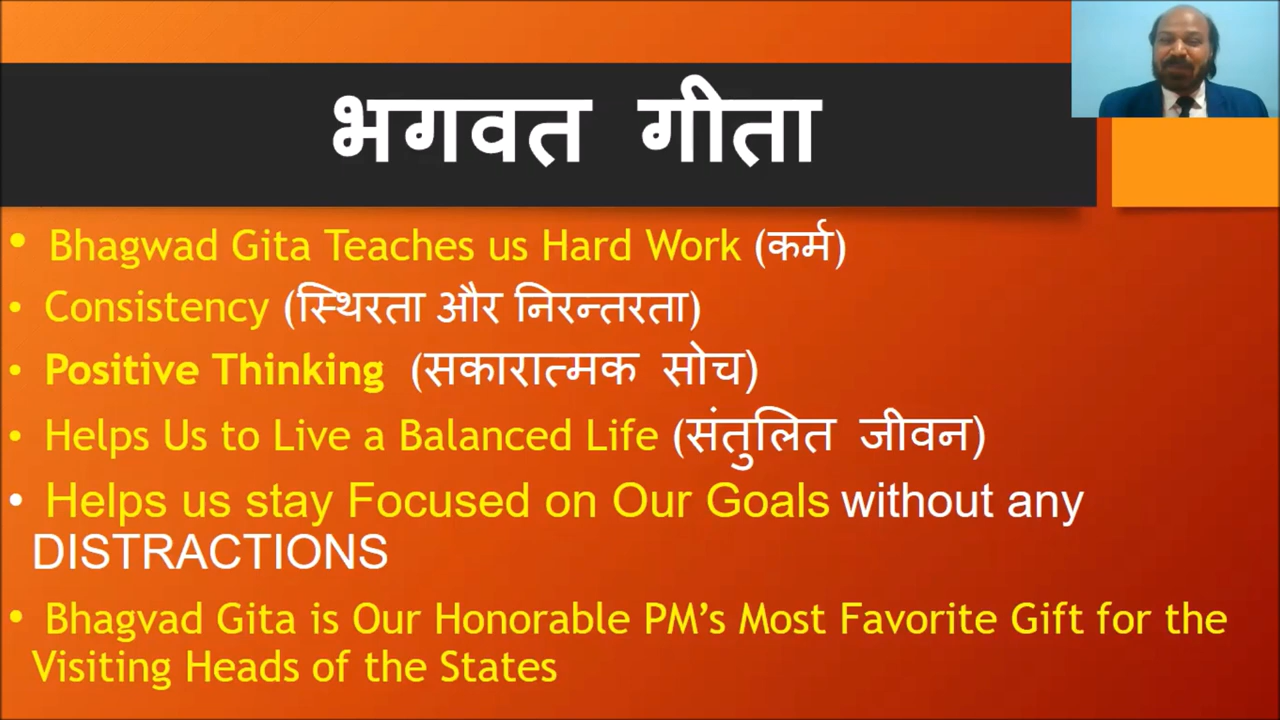 भगवत गीता
• Bhagwad Gita Teaches us Hard Work (कर्म)
• Consistency (स्थिरता और निरन्तरता)
• Positive Thinking (सकारात्मक सोच)
• Helps Us to Live a Balanced Life (संतुलित जीवन)
• Helps us stay Focused on Our Goals without any
DISTRACTIONS
• Bhagvad Gita is Our Honorable PM’s Most Favorite Gift for the
Visiting Heads of the States